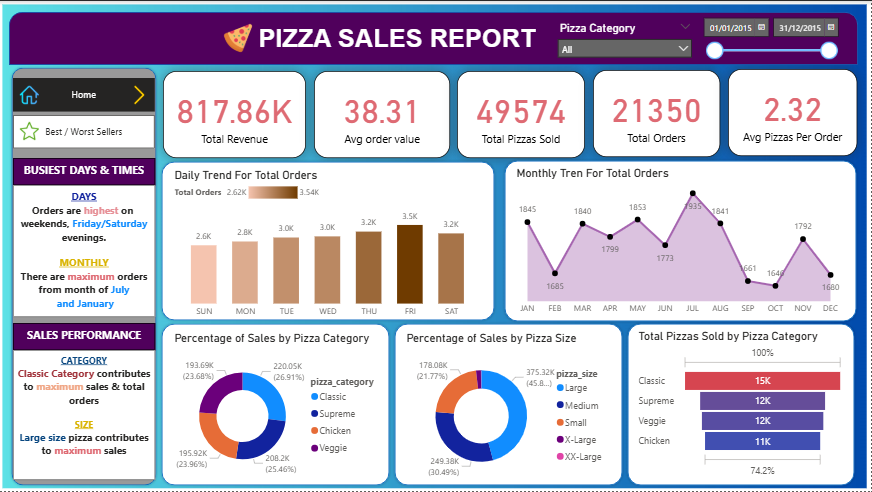 PIZZA SALES REPORT
Pizza Category
All
01/01/2015
31/12/2015
Home
Best / Worst Sellers
BUSIEST DAYS & TIMES
DAYS
Orders are highest on
weekends, Friday/Saturday
evenings.
MONTHLY
There are maximum orders
from month of July
and January
SALES PERFORMANCE
CATEGORY
Classic Category contributes
to maximum sales & total
orders
SIZE
Large size pizza contributes
to maximum sales
817.86K
Total Revenue
38.31
Avg order value
49574
Total Pizzas Sold
21350
Total Orders
2.32
Avg Pizzas Per Order
Daily Trend For Total Orders
Total Orders 2.62K 3.54K
2.6K
2.8K
3.0K
3.0K
3.2K
3.5K
3.2K
SUN MON TUE WED THU FRI SAT
Monthly Tren For Total Orders
1845
1685
1840
1799
1853
1773
1935
1841
1661
1646
1792
1680
JAN FEB MAR APR MAY JUN JUL AUG SEP OCT NOV DEC
Percentage of Sales by Pizza Category
193.69K
(23.68%)
220.05K
(26.91%)
195.92K
(23.96%)
208.2K
(25.46%)
pizza_category
Classic
Supreme
Chicken
Veggie
Percentage of Sales by Pizza Size
178.08K
(21.77%)
375.32K
(45.8...)
249.38K
(30.49%)
pizza_size
Large
Medium
Small
X-Large
XX-Large
Total Pizzas Sold by Pizza Category
100%
Classic 15K
Supreme 12K
Veggie 12K
Chicken 11K
74.2%